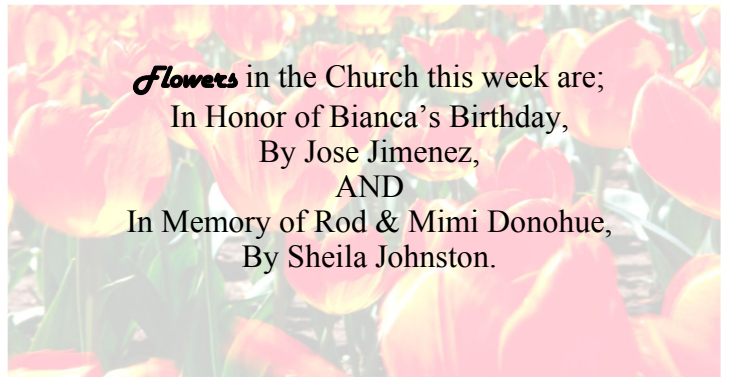 Flowers in the Church this week are;
In Honor of Bianca’s Birthday,
By Jose Jimenez,
AND
In Memory of Rod & Mimi Donohue,
By Sheila Johnston.